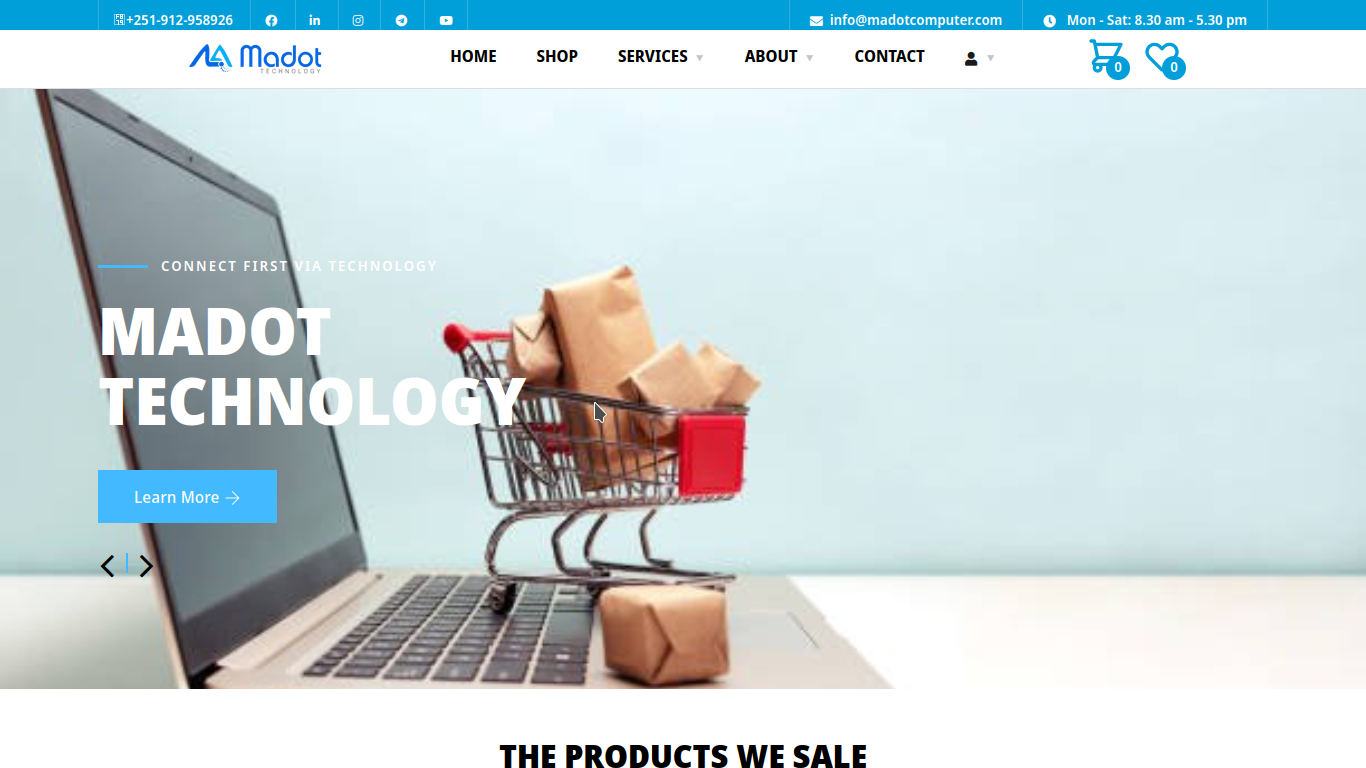 +251-912-958926
info@madotcomputer.com
Mon - Sat: 8.30 am - 5.30 pm
Madot
TECHNOLOGY
HOME
SHOP
SERVICES
ABOUT
CONTACT
0
0
CONNECT FIRST VIA TECHNOLOGY
MADOT
TECHNOLOGY
Learn More
THE PRODUCTS WE SALE